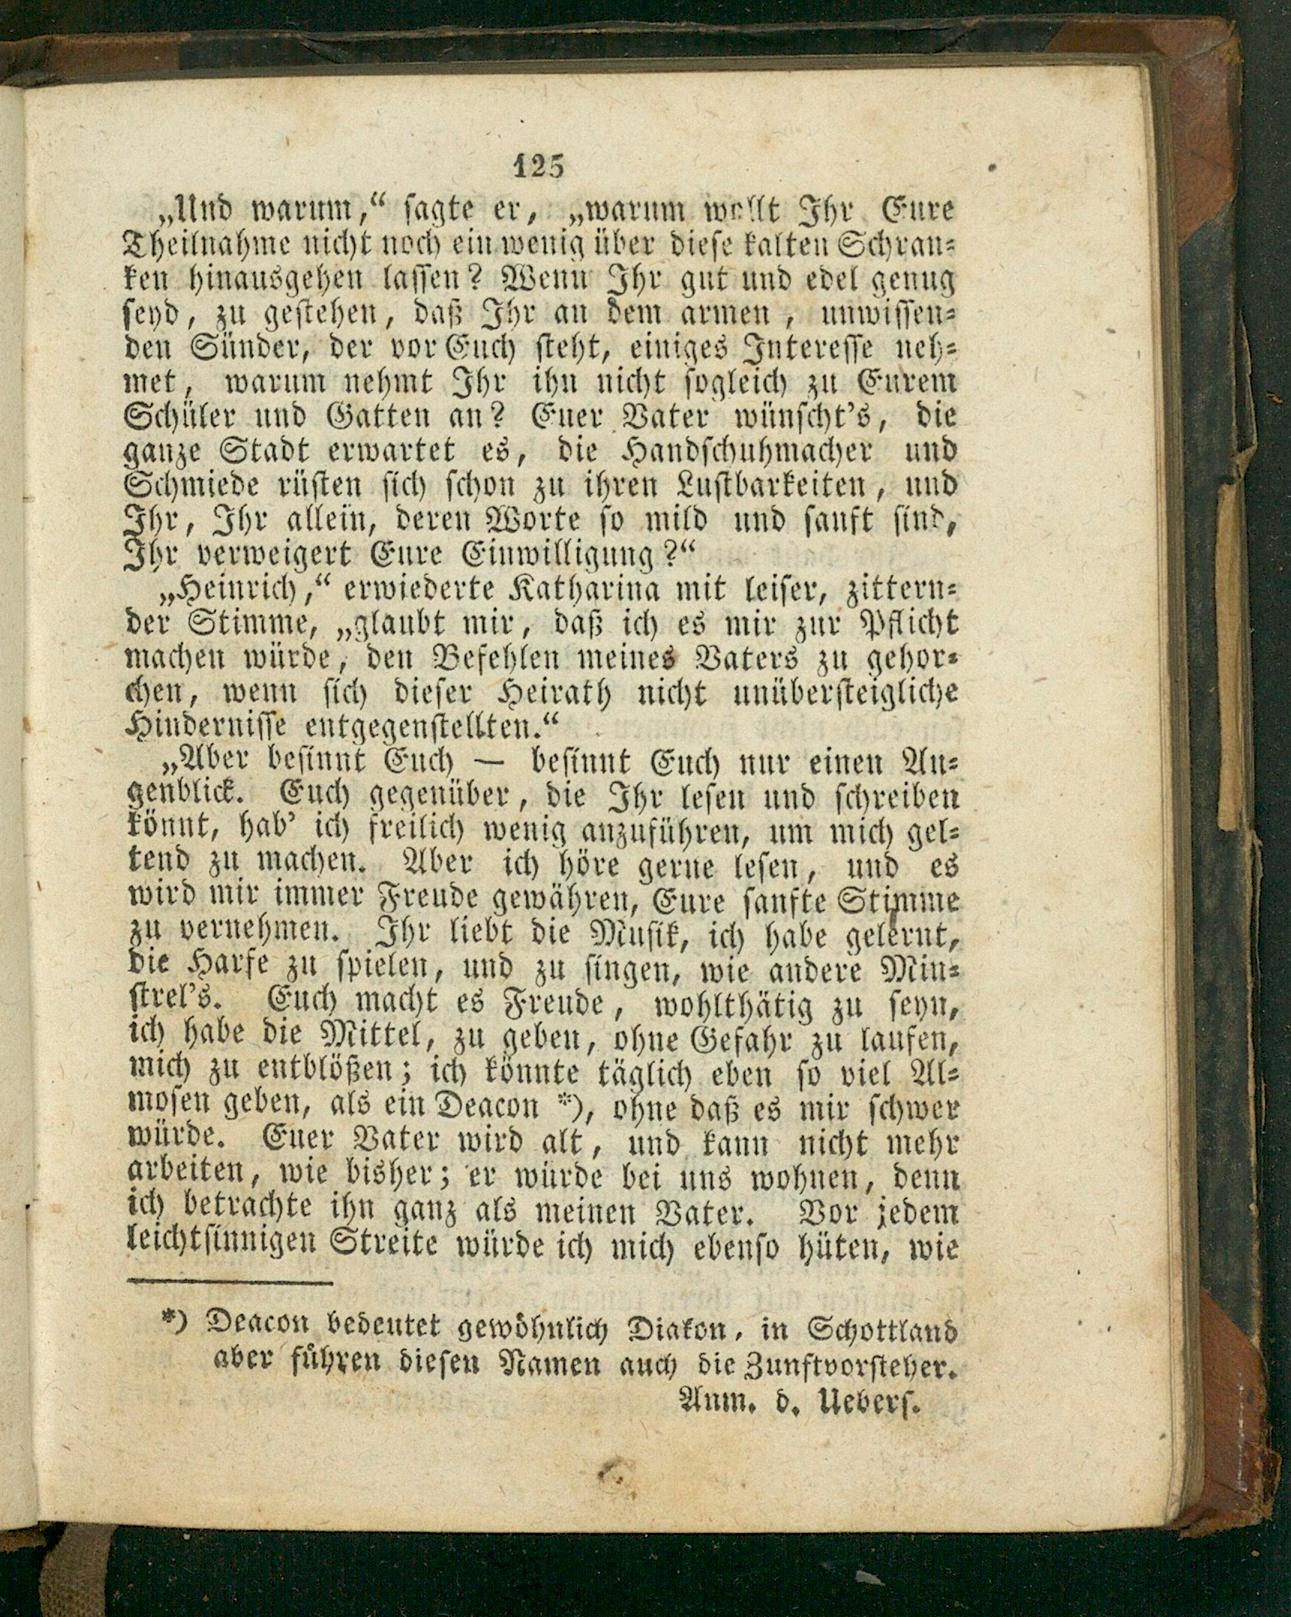 125
„Und warum,“ sagte er, „warum wollt Ihr Eure
Theilnahme nicht noch ein wenig über diese kalten Schran=
ken hinausgehen lassen? Wenn Ihr gut und edel genug
seyd, zu gestehen, daß Ihr an dem armen, unwissen=
den Sünder, der vor Euch steht, einiges Interesse neh=
met, warum nehmt Ihr ihn nicht sogleich zu Eurem
Schüler und Gatten an? Euer Vater wünscht's, die
ganze Stadt erwartet es, die Handschuhmacher und
Schmiede rüsten sich schon zu ihren Lustbarkeiten, und
Ihr, Ihr allein, deren Worte so mild und sanft sind,
Ihr verweigert Eure Einwilligung?“
„Heinrich,“ erwiederte Katharina mit leiser, zittern=
der Stimme, „glaubt mir, daß ich es mir zur Pflicht
machen würde, den Befehlen meines Vaters zu gehor=
chen, wenn sich dieser Heirath nicht unübersteigliche
Hindernisse entgegenstellten.“
„Aber besinnt Euch — besinnt Euch nur einen Au=
genblick. Euch gegenüber, die Ihr lesen und schreiben
könnt, hab' ich freilich wenig anzuführen, um mich gel=
tend zu machen. Aber ich höre gerne lesen, und es
wird mir immer Freude gewähren, Eure sanfte Stimme
zu vernehmen. Ihr liebt die Musik, ich habe gelernt,
die Harfe zu spielen, und zu singen, wie andere Min=
strel's. Euch macht es Freude, wohlthätig zu seyn,
ich habe die Mittel, zu geben, ohne Gefahr zu laufen,
mich zu entblößen; ich könnte täglich eben so viel Al=
mosen geben, als ein Deacon *), ohne daß es mir schwer
würde. Euer Vater wird alt, und kann nicht mehr
arbeiten, wie bisher; er würde bei uns wohnen, denn
ich betrachte ihn ganz als meinen Vater. Vor jedem
leichtsinnigen Streite würde ich mich ebenso hüten, wie
*) Deacon bedeutet gewöhnlich Diakon, in Schottland
aber führen diesen Namen auch die Zunftvorsteher.
Anm. d. Uebers.